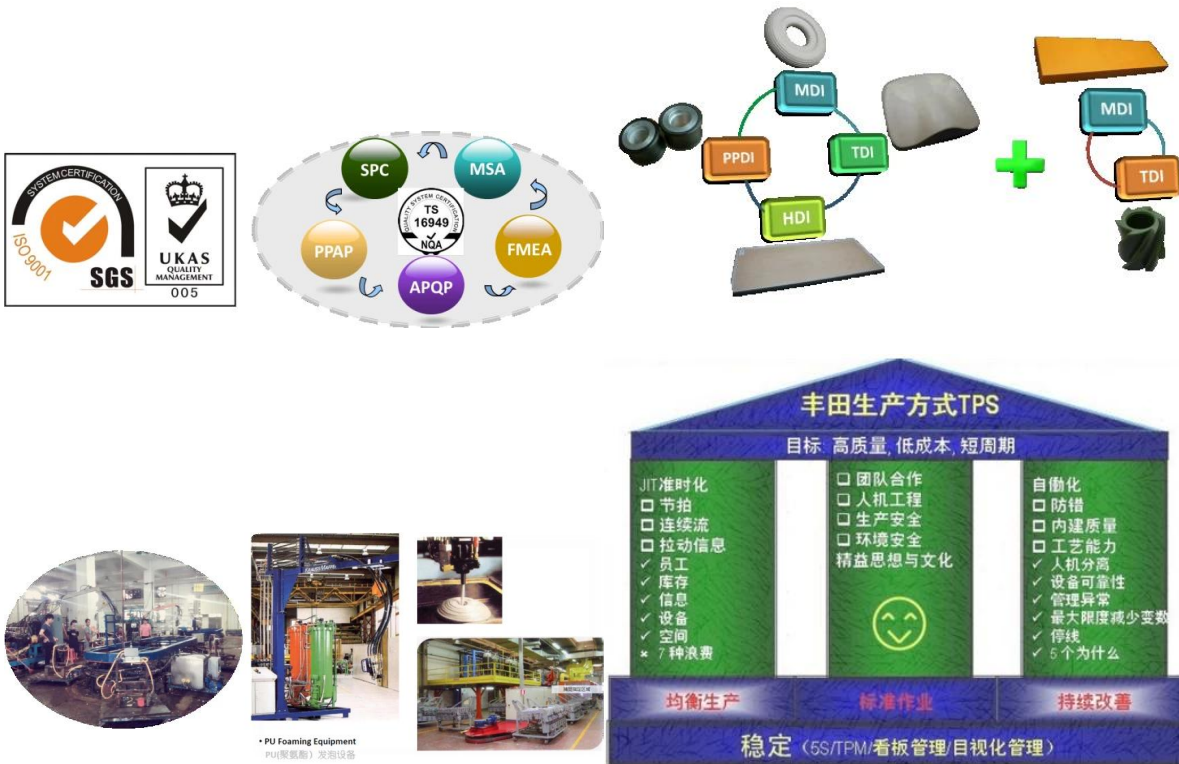 SYSTEM CERTIFICATION
ISO 9001
SGS
UKAS
QUALITY
MANAGEMENT
005
SPC
MSA
QUALITY SYSTEM CERTIFICATION
TS
16949
NQA
PPAP
FMEA
APQP
MDI
PPDI
TDI
HDI
MDI
TDI
• PU Foaming Equipment
PU(聚氨酯）发泡设备
丰田生产方式TPS
目标: 高质量, 低成本, 短周期
JIT准时化
节拍
连续流
拉动信息
✓ 员工
✓ 库存
✓ 信息
✓ 设备
✓ 空间
× 7种浪费
团队合作
人机工程
生产安全
环境安全
精益思想与文化
自働化
防错
内建质量
工艺能力
✓ 人机分离
✓ 设备可靠性
✓ 管理异常
✓ 最大限度减少变数
✓ 停线
✓ 5个为什么
均衡生产
标准作业
持续改善
稳定（5S/TPM/看板管理/目视化管理）